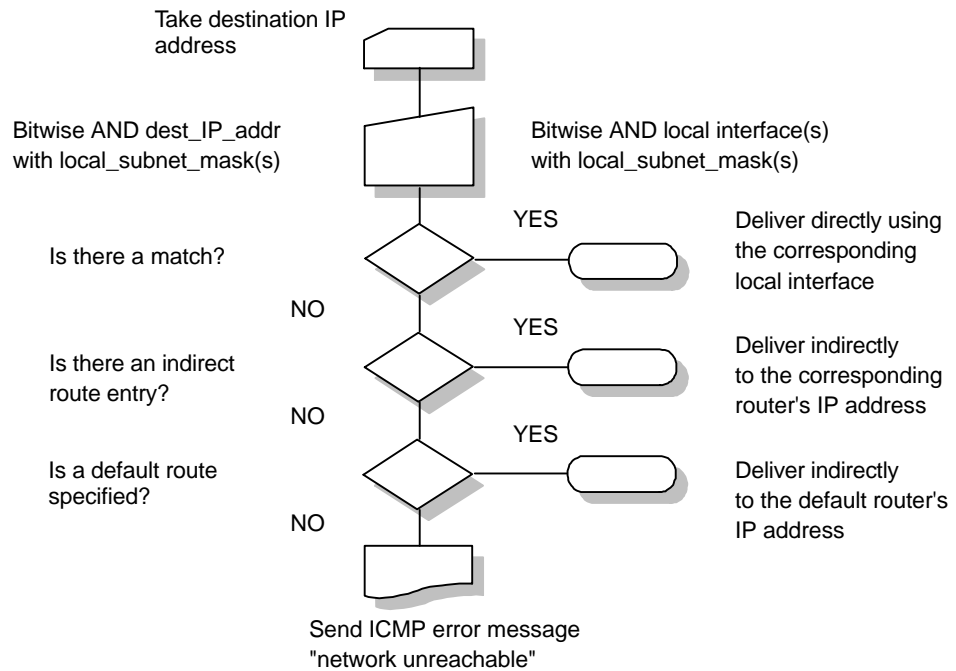 Take destination IP
address
Bitwise AND dest_IP_addr
with local_subnet_mask(s)
Bitwise AND local interface(s)
with local_subnet_mask(s)
Is there a match?
YES
Deliver directly using
the corresponding
local interface
NO
Is there an indirect
route entry?
YES
Deliver indirectly
to the corresponding
router's IP address
NO
Is a default route
specified?
YES
Deliver indirectly
to the default router's
IP address
NO
Send ICMP error message
"network unreachable"